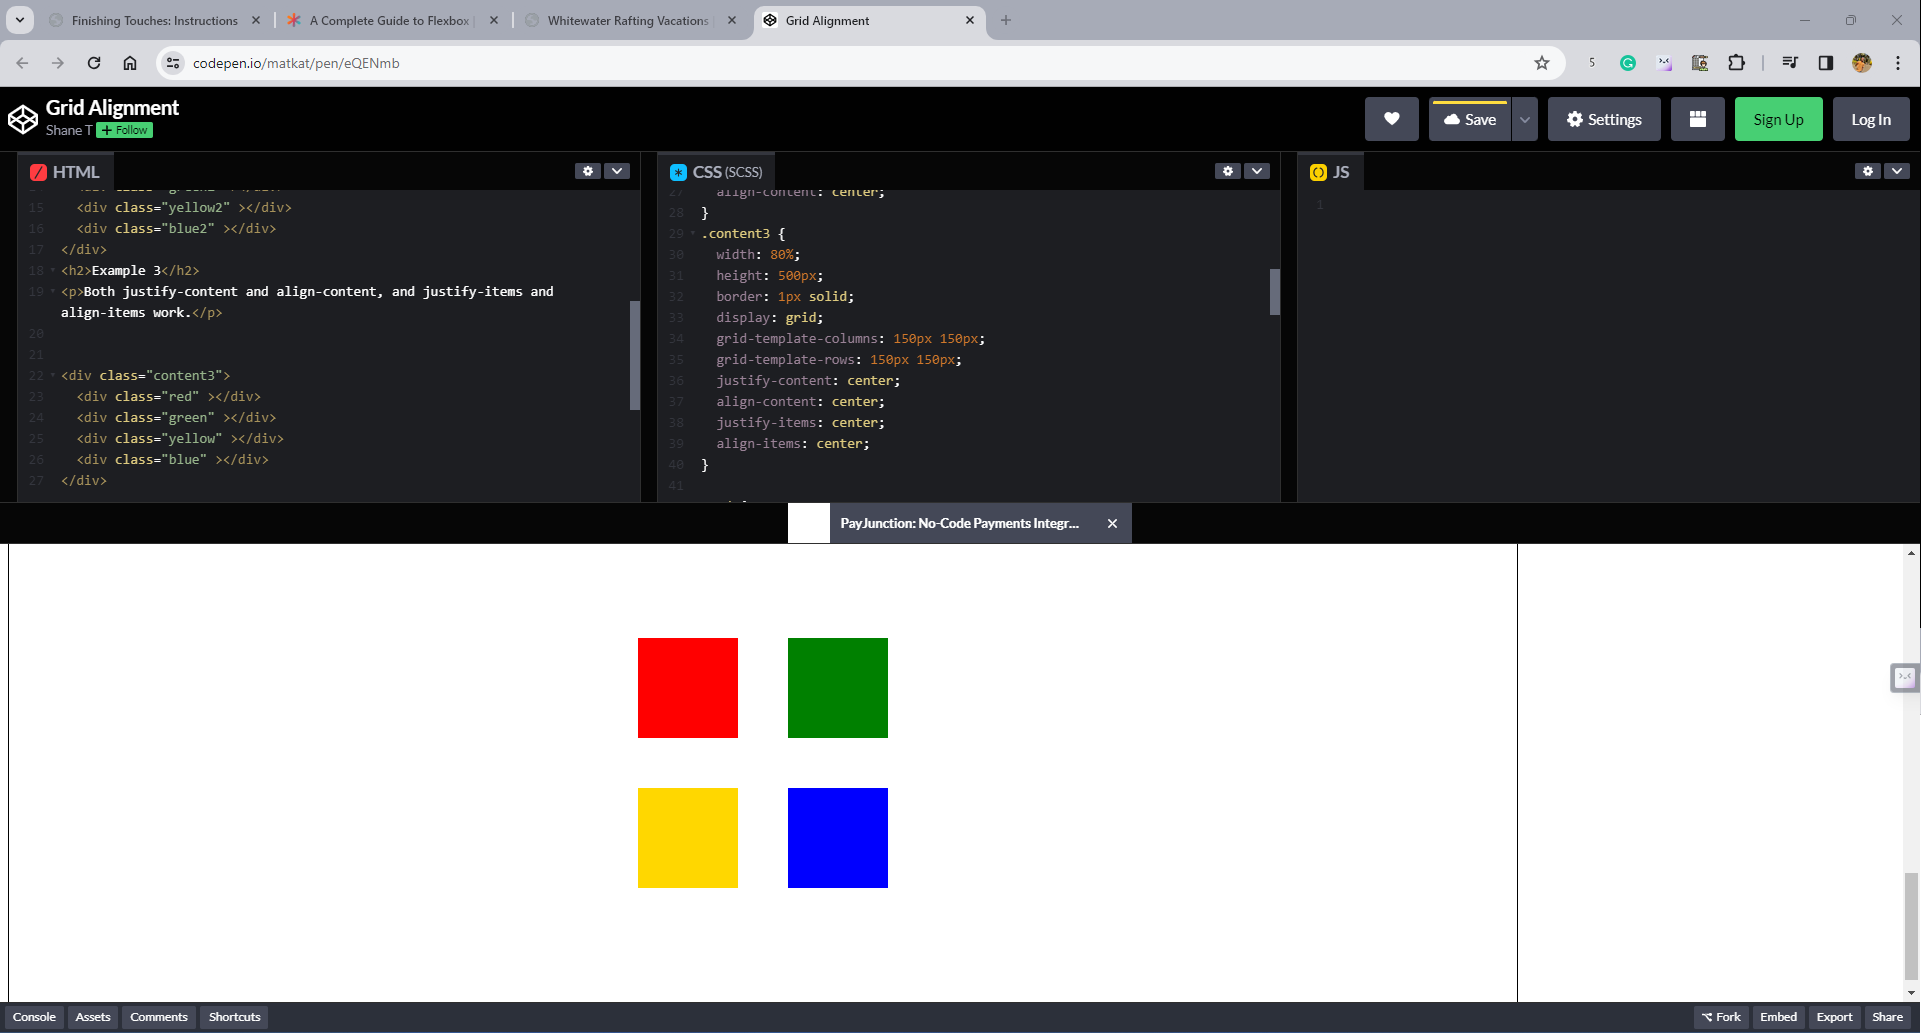 Finishing Touches: Instructions
A Complete Guide to Flexbox
Whitewater Rafting Vacations
Grid Alignment
codepen.io/matkat/pen/eQENmb
5
Grid Alignment
Shane T
+ Follow
Save
Settings
Sign Up
Log In
HTML
15 <div class="yellow2" ></div>
16 <div class="blue2" ></div>
17 </div>
18 <h2>Example 3</h2>
19 <p>Both justify-content and align-content, and justify-items and
align-items work.</p>
20
21
22 <div class="content3">
23 <div class="red" ></div>
24 <div class="green" ></div>
25 <div class="yellow" ></div>
26 <div class="blue" ></div>
27 </div>
CSS (SCSS)
27 align-content: center;
28 }
29 .content3 {
30 width: 80%;
31 height: 500px;
32 border: 1px solid;
33 display: grid;
34 grid-template-columns: 150px 150px;
35 grid-template-rows: 150px 150px;
36 justify-content: center;
37 align-content: center;
38 justify-items: center;
39 align-items: center;
40 }
41
JS
1
PayJunction: No-Code Payments Integr...
Console
Assets
Comments
Shortcuts
Fork
Embed
Export
Share